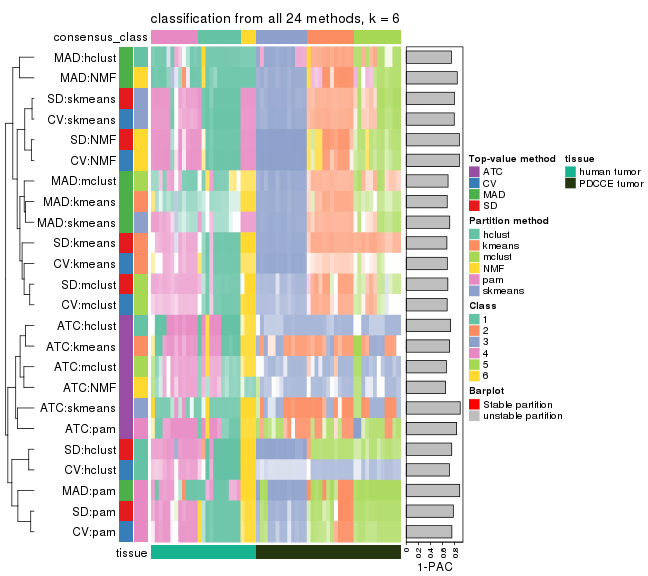 classification from all 24 methods, k = 6
consensus_class
MAD:hclust
MAD:NMF
SD:skmeans
CV:skmeans
SD:NMF
CV:NMF
MAD:mclust
MAD:kmeans
MAD:skmeans
SD:kmeans
CV:kmeans
SD:mclust
CV:mclust
ATC:hclust
ATC:kmeans
ATC:mclust
ATC:NMF
ATC:skmeans
ATC:pam
SD:hclust
CV:hclust
MAD:pam
SD:pam
CV:pam
tissue
0 0.2 0.4 0.6 0.8
1-PAC
Top-value method
ATC
CV
MAD
SD
Partition method
hclust
kmeans
mclust
NMF
pam
skmeans
Class
1
2
3
4
5
6
Barplot
Stable partition
unstable partition
tissue
human tumor
PDCCE tumor